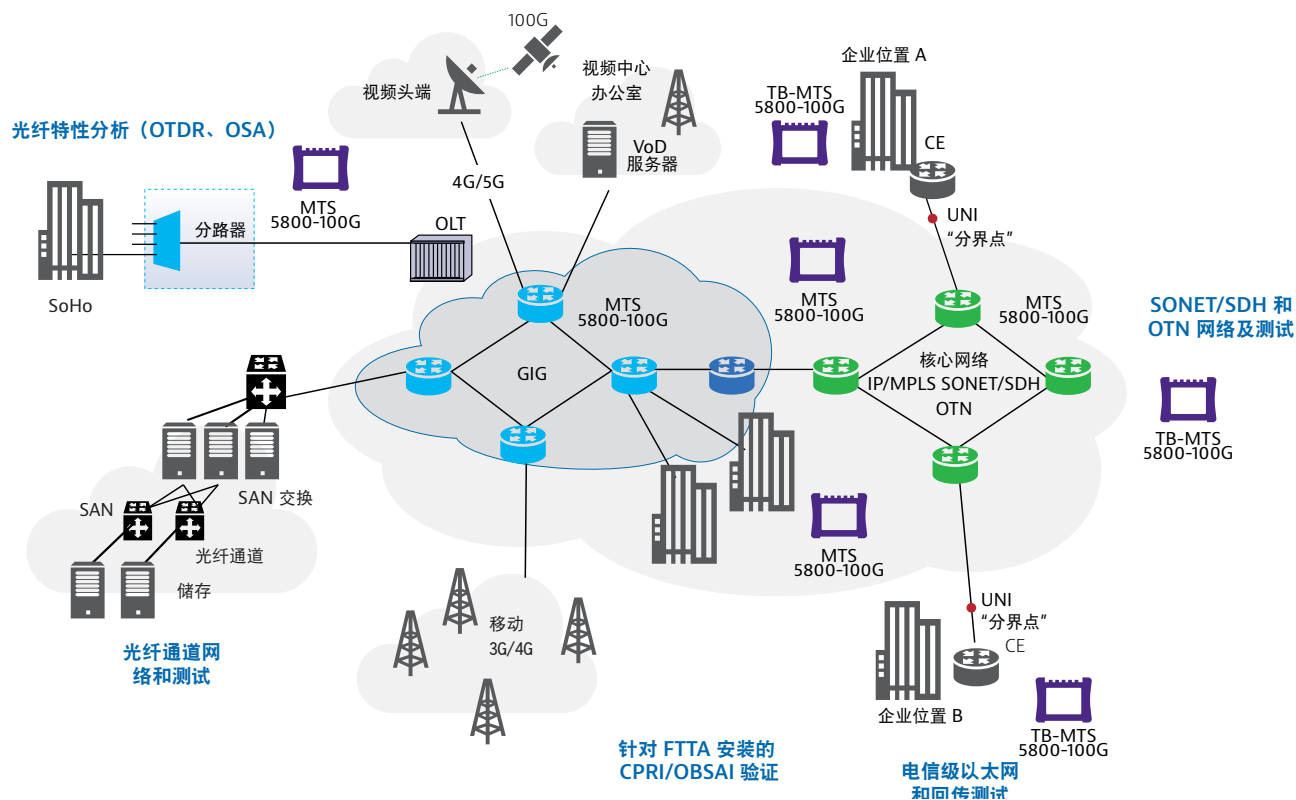 100G
视频头端
视频中心
办公室
VoD
服务器
企业位置 A
TB-MTS
5800-100G
CE
UNI
“分界点”
光纤特性分析（OTDR、OSA）
MTS
5800-100G
4G/5G
分路器
OLT
SoHo
MTS
5800-100G
MTS
5800-100G
MTS
5800-100G
SONET/SDH 和
OTN 网络及测试
GIG
核心网络
IP/MPLS SONET/SDH
OTN
TB-MTS
5800-100G
SAN 交换
SAN
光纤通道
储存
MTS
5800-100G
光纤通道网
络和测试
移动
3G/4G
UNI
“分界点”
CE
企业位置 B
TB-MTS
5800-100G
针对 FTTA 安装的
CPRI/OBSAI 验证
电信级以太网
和回传测试